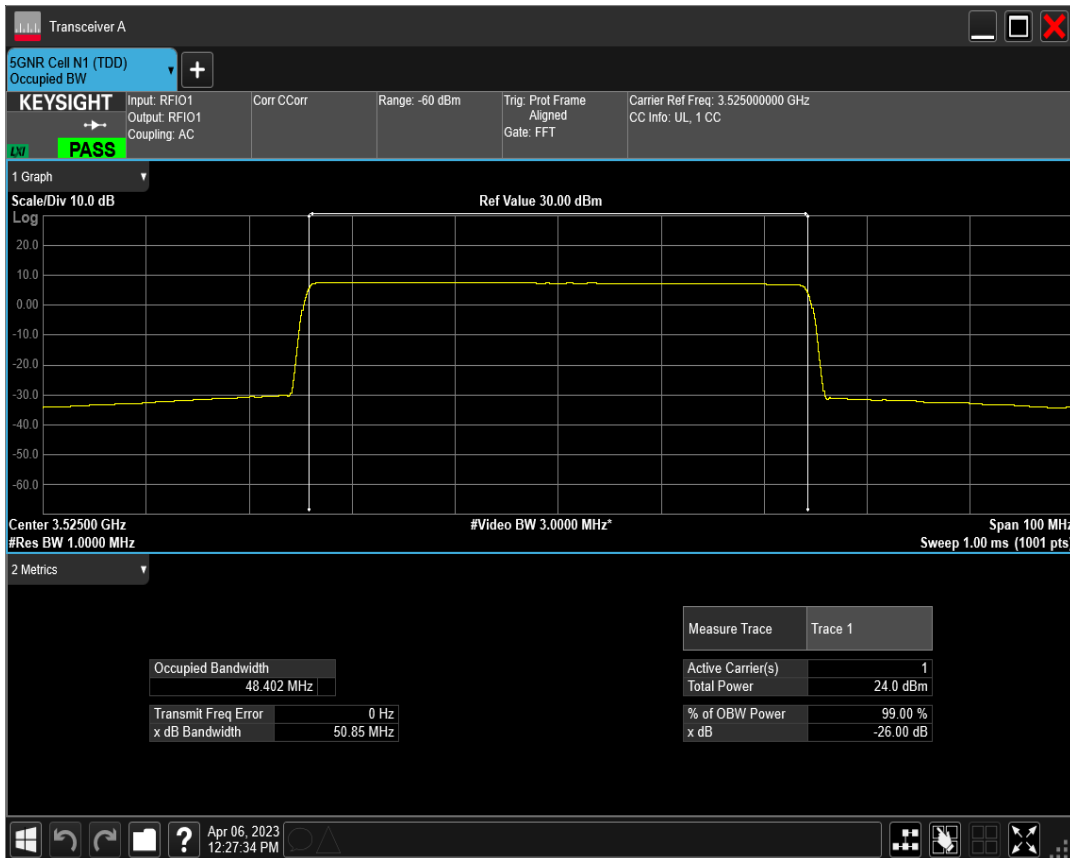 Transceiver A
5GNR Cell N1 (TDD)
Occupied BW
KEYSIGHT
LXI
PASS
Input: RFIO1
Output: RFIO1
Coupling: AC
Corr CCorr
Range: -60 dBm
Trig: Prot Frame
Aligned
Gate: FFT
Carrier Ref Freq: 3.525000000 GHz
CC Info: UL, 1 CC
1 Graph
Scale/Div 10.0 dB
Ref Value 30.00 dBm
Log
20.0
10.0
0.00
-10.0
-20.0
-30.0
-40.0
-50.0
-60.0
Center 3.52500 GHz
#Video BW 3.0000 MHz*
Span 100 MHz
#Res BW 1.0000 MHz
Sweep 1.00 ms (1001 pts)
2 Metrics
Measure Trace Trace 1
Occupied Bandwidth
48.402 MHz
Active Carrier(s) 1
Total Power 24.0 dBm
Transmit Freq Error 0 Hz
x dB Bandwidth 50.85 MHz
% of OBW Power 99.00 %
x dB -26.00 dB
?
Apr 06, 2023
12:27:34 PM